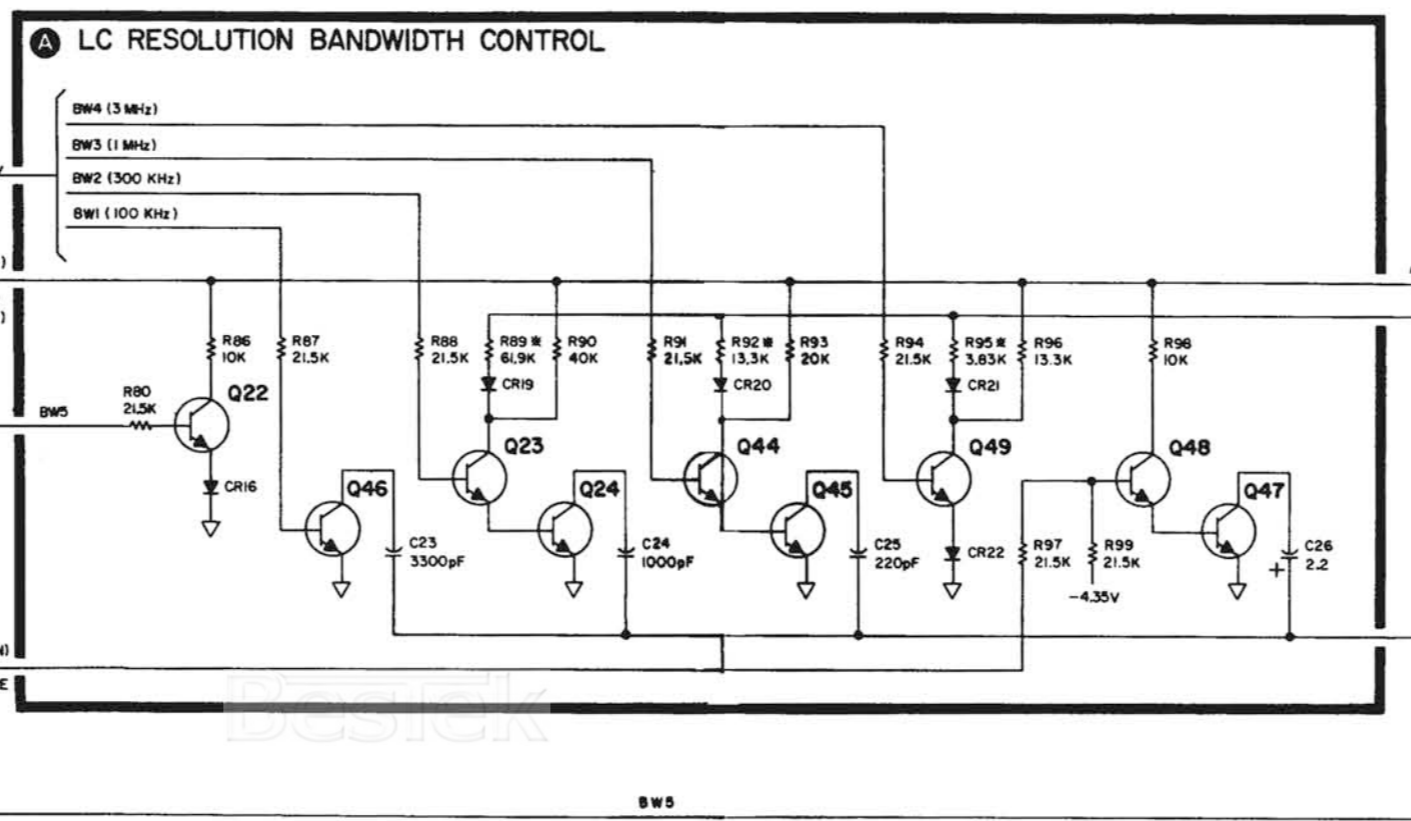 A LC RESOLUTION BANDWIDTH CONTROL
BW4 (3 MHz)
BW3 (1 MHz)
BW2 (300 KHz)
BW1 (100 KHz)
)
)
R86
10K
R87
21.5K
R88
21.5K
R89 *
61.9K
R90
40K
R91
21.5K
R92 *
13.3K
R93
20K
R94
21.5K
R95 *
3.83K
R96
13.3K
R98
10K
CR19
CR20
CR21
R80
21.5K
BW5
Q22
Q23
Q44
Q49
Q48
CR16
Q46
Q24
Q45
Q47
C23
3300pF
C24
1000pF
C25
220pF
CR22
R97
21.5K
R99
21.5K
C26
2.2
+
-4.35V
N)
E
BesTek
BW5